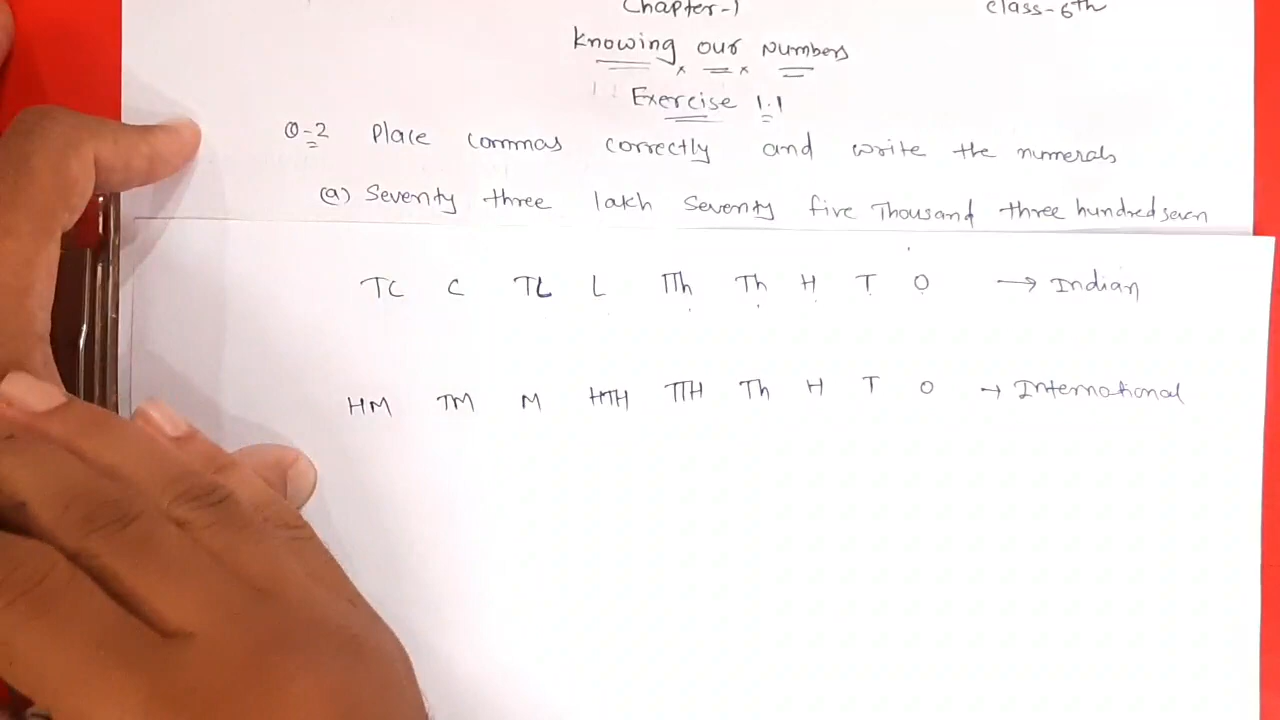 Chapter-1 Class-6th
Knowing our Numbers
Exercise 1.1
Q-2 Place commas correctly and write the numerals
(a) Seventy three lakh Seventy five Thousand three hundred seven
TC C TL L TTh Th H T O → Indian
HM TM M HTH TTH Th H T O → International